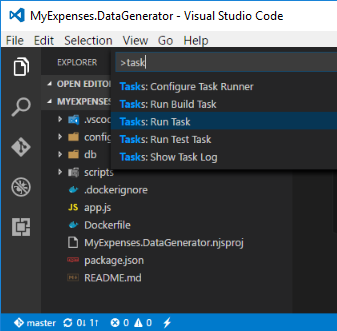 MyExpenses.DataGenerator - Visual Studio Code
File Edit Selection View Go Help
EXPLORER
>task
OPEN EDITOR
Tasks: Configure Task Runner
MYEXPENSES
Tasks: Run Build Task
.vscod
Tasks: Run Task
config
Tasks: Run Test Task
db
Tasks: Show Task Log
scripts
.dockerignore
JS app.js
Dockerfile
MyExpenses.DataGenerator.njsproj
package.json
README.md
master 0↓ 1↑ 0 0